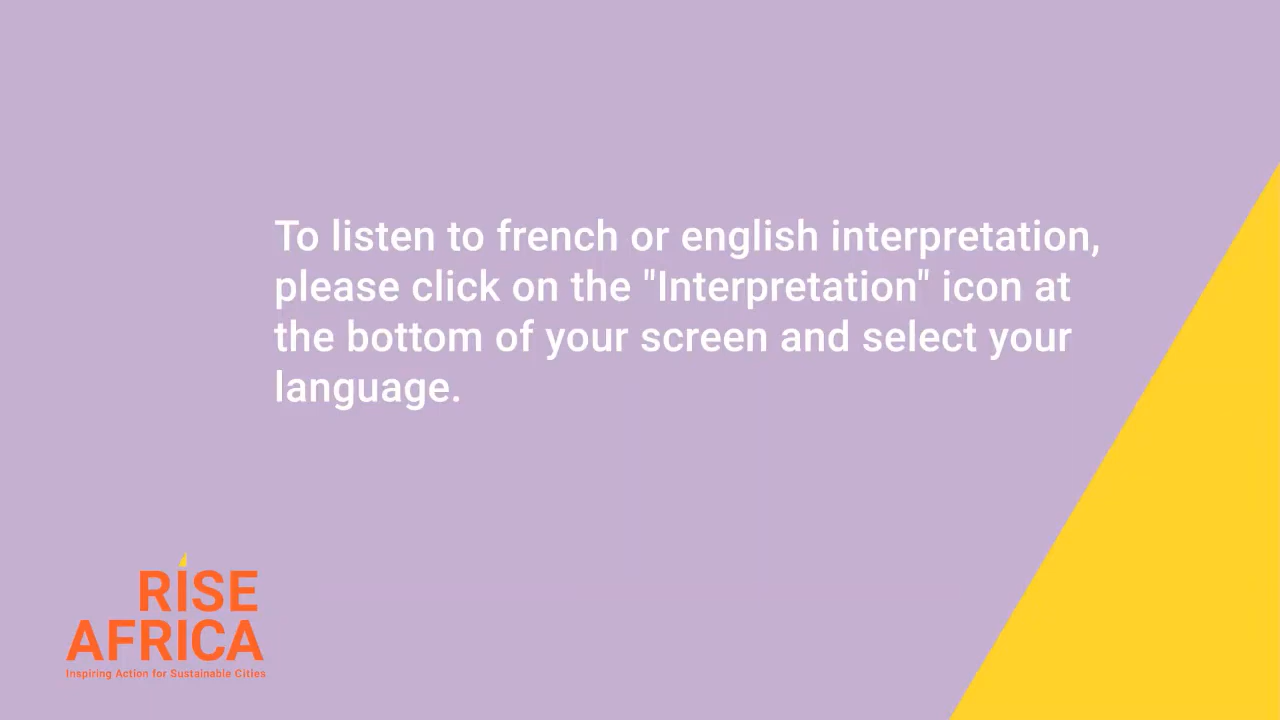 To listen to french or english interpretation,
please click on the "Interpretation" icon at
the bottom of your screen and select your
language.
RISE
AFRICA
Inspiring Action for Sustainable Cities